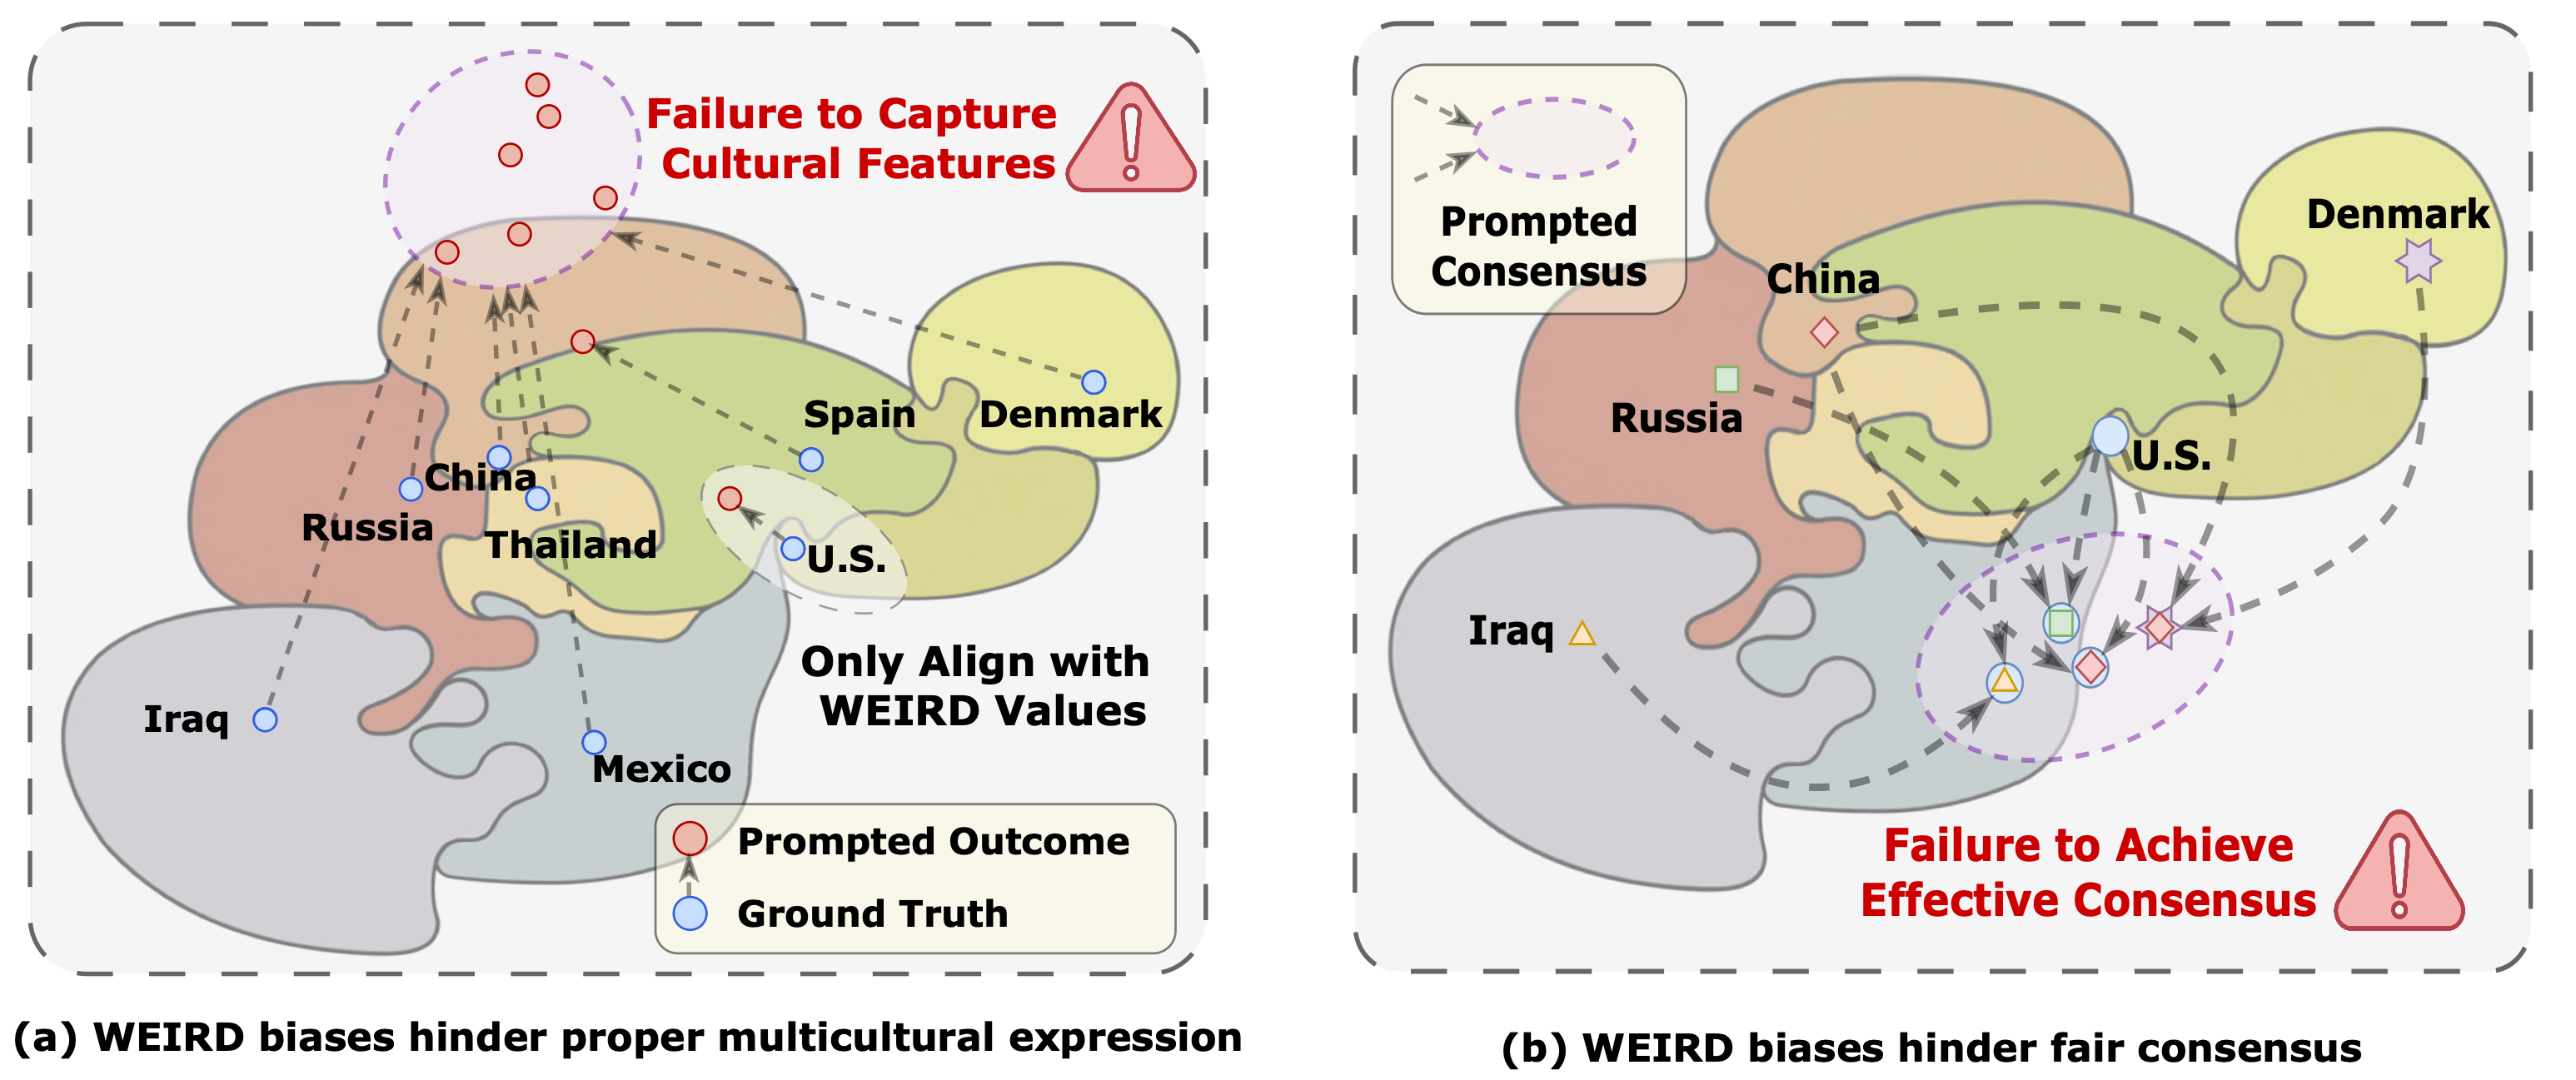 Failure to Capture
Cultural Features
Spain
Denmark
China
Russia
Thailand
U.S.
Only Align with
WEIRD Values
Iraq
Mexico
Prompted Outcome
Ground Truth
(a) WEIRD biases hinder proper multicultural expression
Prompted
Consensus
Denmark
China
Russia
U.S.
Iraq
Failure to Achieve
Effective Consensus
(b) WEIRD biases hinder fair consensus